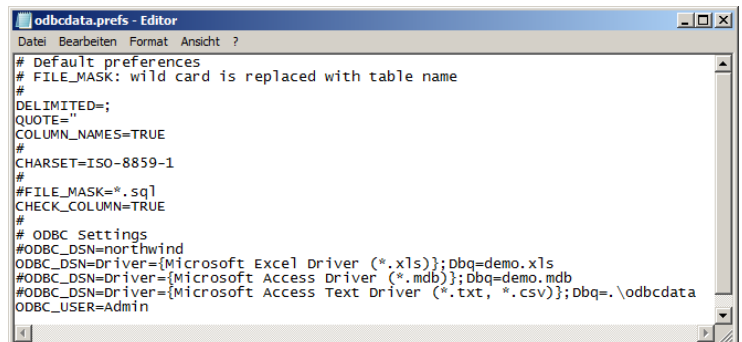 odbcdata.prefs - Editor
Datei Bearbeiten Format Ansicht ?
# Default preferences
# FILE_MASK: wild card is replaced with table name
#
DELIMITED=;
QUOTE="
COLUMN_NAMES=TRUE
#
CHARSET=ISO-8859-1
#
#FILE_MASK=*.sql
CHECK_COLUMN=TRUE
#
# ODBC Settings
#ODBC_DSN=northwind
ODBC_DSN=Driver={Microsoft Excel Driver (*.xls)};Dbq=demo.xls
#ODBC_DSN=Driver={Microsoft Access Driver (*.mdb)};Dbq=demo.mdb
#ODBC_DSN=Driver={Microsoft Access Text Driver (*.txt, *.csv)};Dbq=.\odbcdata
ODBC_USER=Admin